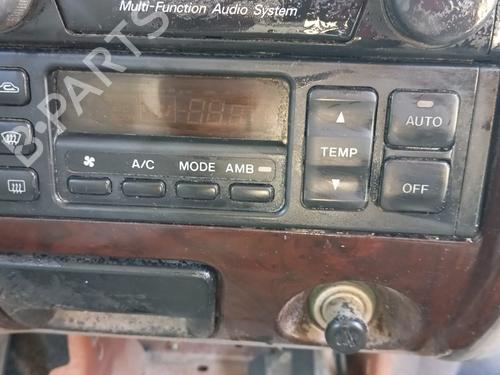 Multi-Function Audio System
B-PARTS
AUTO
TEMP
A/C MODE AMB
OFF